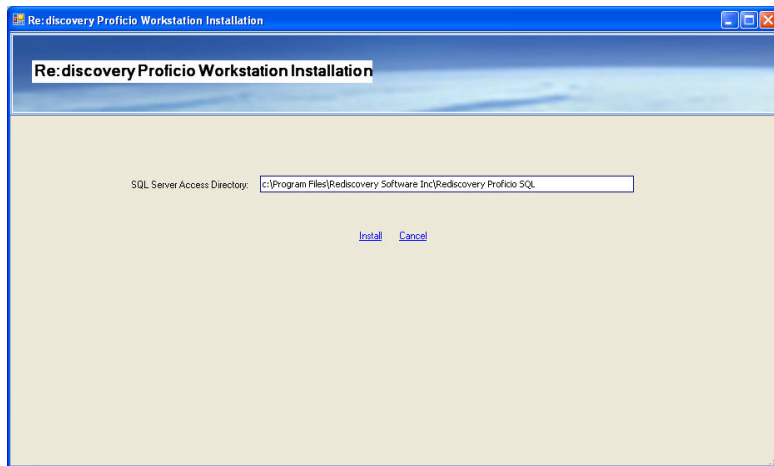 Re:discovery Proficio Workstation Installation
Re:discovery Proficio Workstation Installation
SQL Server Access Directory: c:\Program Files\Rediscovery Software Inc\Rediscovery Proficio SQL
Install Cancel